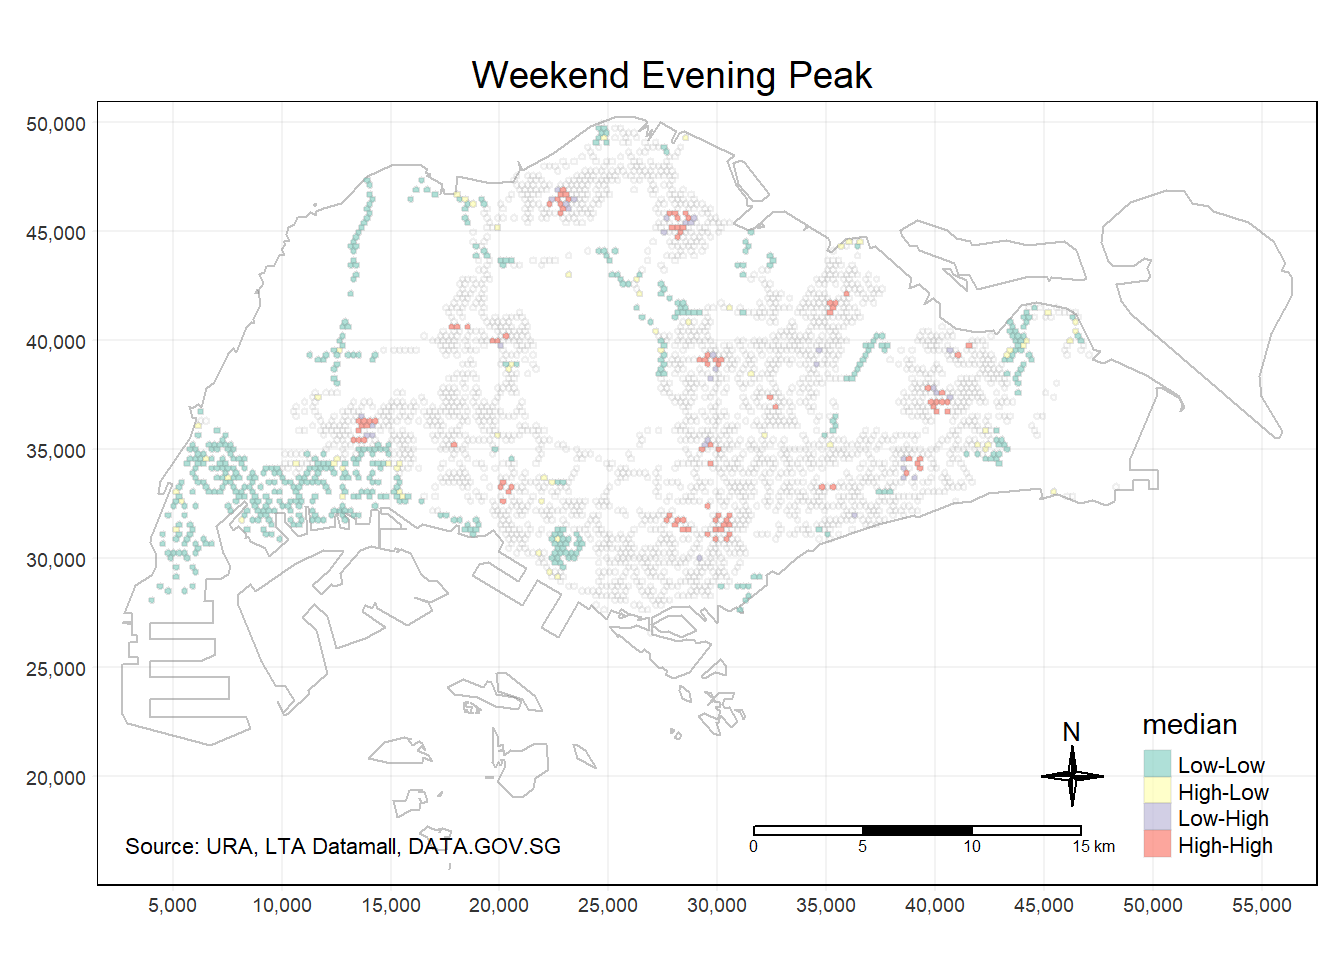 Weekend Evening Peak
50,000
45,000
40,000
35,000
30,000
25,000
20,000
N
median
Low-Low
High-Low
Low-High
High-High
0 5 10 15 km
Source: URA, LTA Datamall, DATA.GOV.SG
5,000 10,000 15,000 20,000 25,000 30,000 35,000 40,000 45,000 50,000 55,000